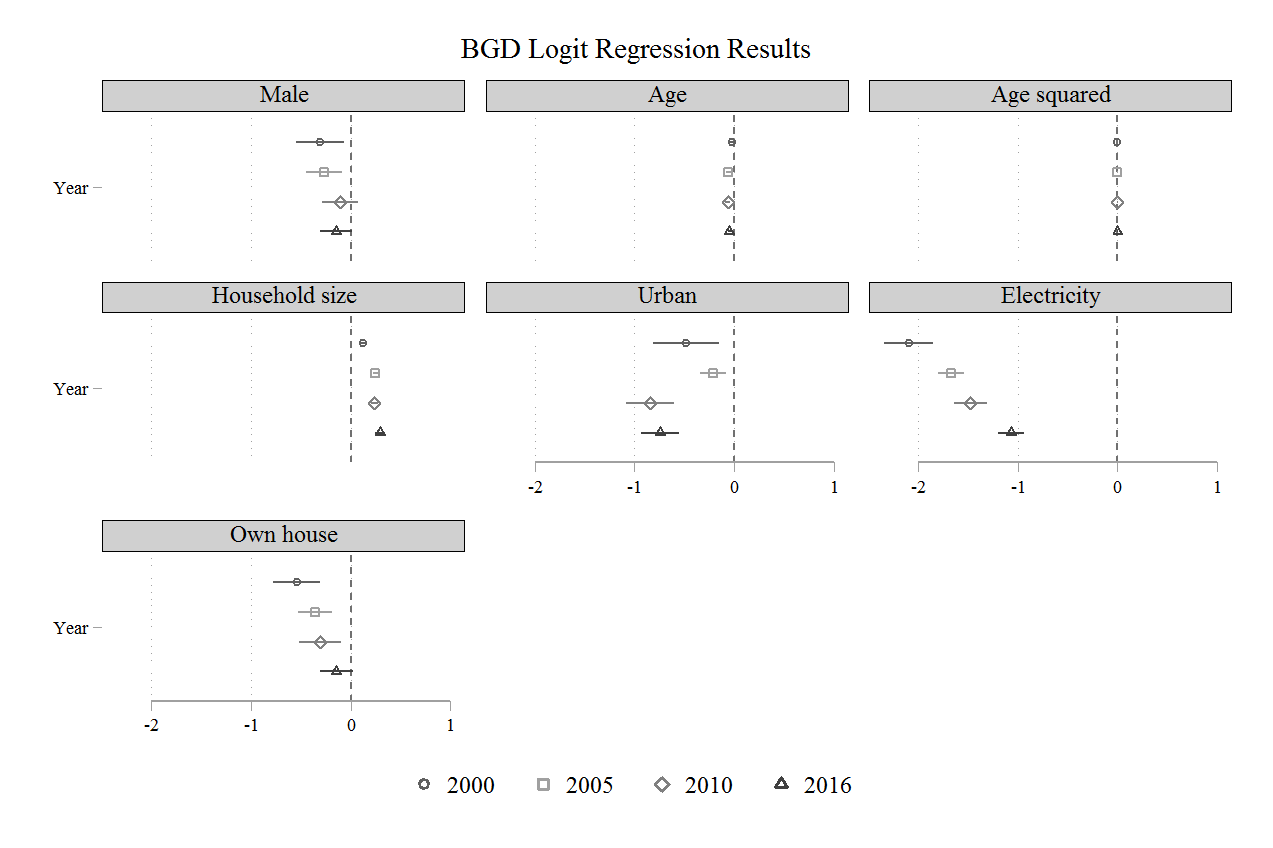 BGD Logit Regression Results
Male
Age
Age squared
Year
Household size
Urban
Electricity
Year
-2 -1 0 1
-2 -1 0 1
Own house
Year
-2 -1 0 1
2000 2005 2010 2016